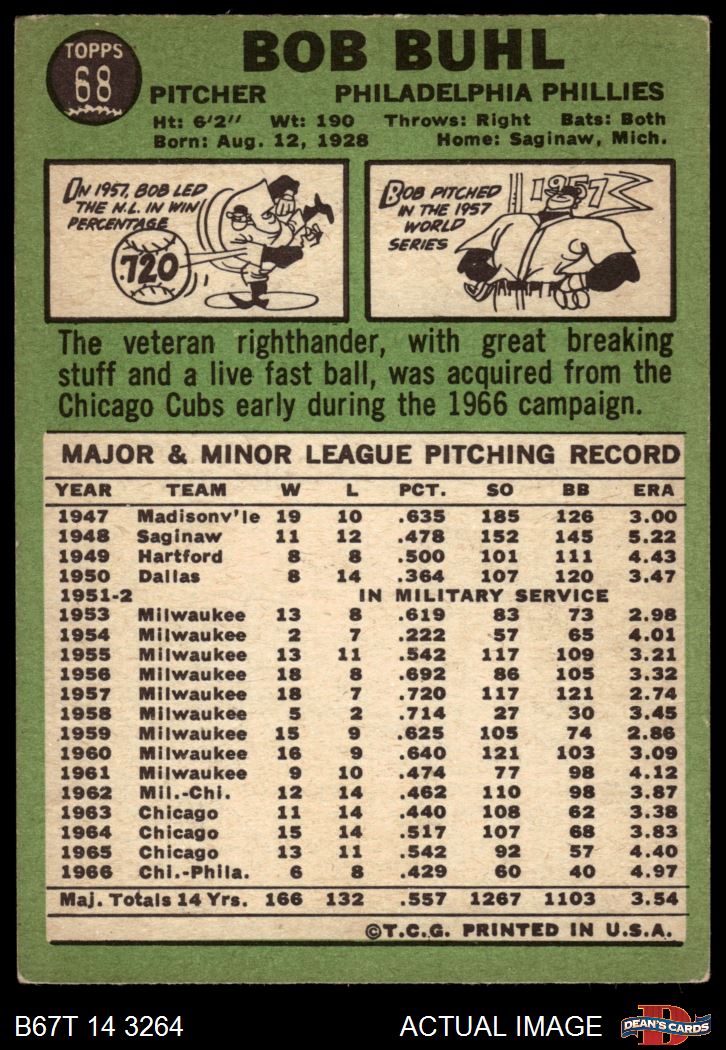 TOPPS
68
BOB BUHL
PITCHER PHILADELPHIA PHILLIES
Ht: 6'2" Wt: 190 Throws: Right Bats: Both
Born: Aug. 12, 1928 Home: Saginaw, Mich.
IN 1957, BOB LED
THE N.L. IN WIN
PERCENTAGE
.720
BOB PITCHED
IN THE 1957
WORLD
SERIES
1957
The veteran righthander, with great breaking
stuff and a live fast ball, was acquired from the
Chicago Cubs early during the 1966 campaign.
MAJOR & MINOR LEAGUE PITCHING RECORD
YEAR TEAM W L PCT. SO BB ERA
1947 Madisonv'le 19 10 .635 185 126 3.00
1948 Saginaw 11 12 .478 152 145 5.22
1949 Hartford 8 8 .500 101 111 4.43
1950 Dallas 8 14 .364 107 120 3.47
1951-2 IN MILITARY SERVICE
1953 Milwaukee 13 8 .619 83 73 2.98
1954 Milwaukee 2 7 .222 57 65 4.01
1955 Milwaukee 13 11 .542 117 109 3.21
1956 Milwaukee 18 8 .692 86 105 3.32
1957 Milwaukee 18 7 .720 117 121 2.74
1958 Milwaukee 5 2 .714 27 30 3.45
1959 Milwaukee 15 9 .625 105 74 2.86
1960 Milwaukee 16 9 .640 121 103 3.09
1961 Milwaukee 9 10 .474 77 98 4.12
1962 Mil.-Chi. 12 14 .462 110 98 3.87
1963 Chicago 11 14 .440 108 62 3.38
1964 Chicago 15 14 .517 107 68 3.83
1965 Chicago 13 11 .542 92 57 4.40
1966 Chi.-Phila. 6 8 .429 60 40 4.97
Maj. Totals 14 Yrs. 166 132 .557 1267 1103 3.54
©T.C.G. PRINTED IN U.S.A.
B67T 14 3264 ACTUAL IMAGE
D
DEAN'S CARDS